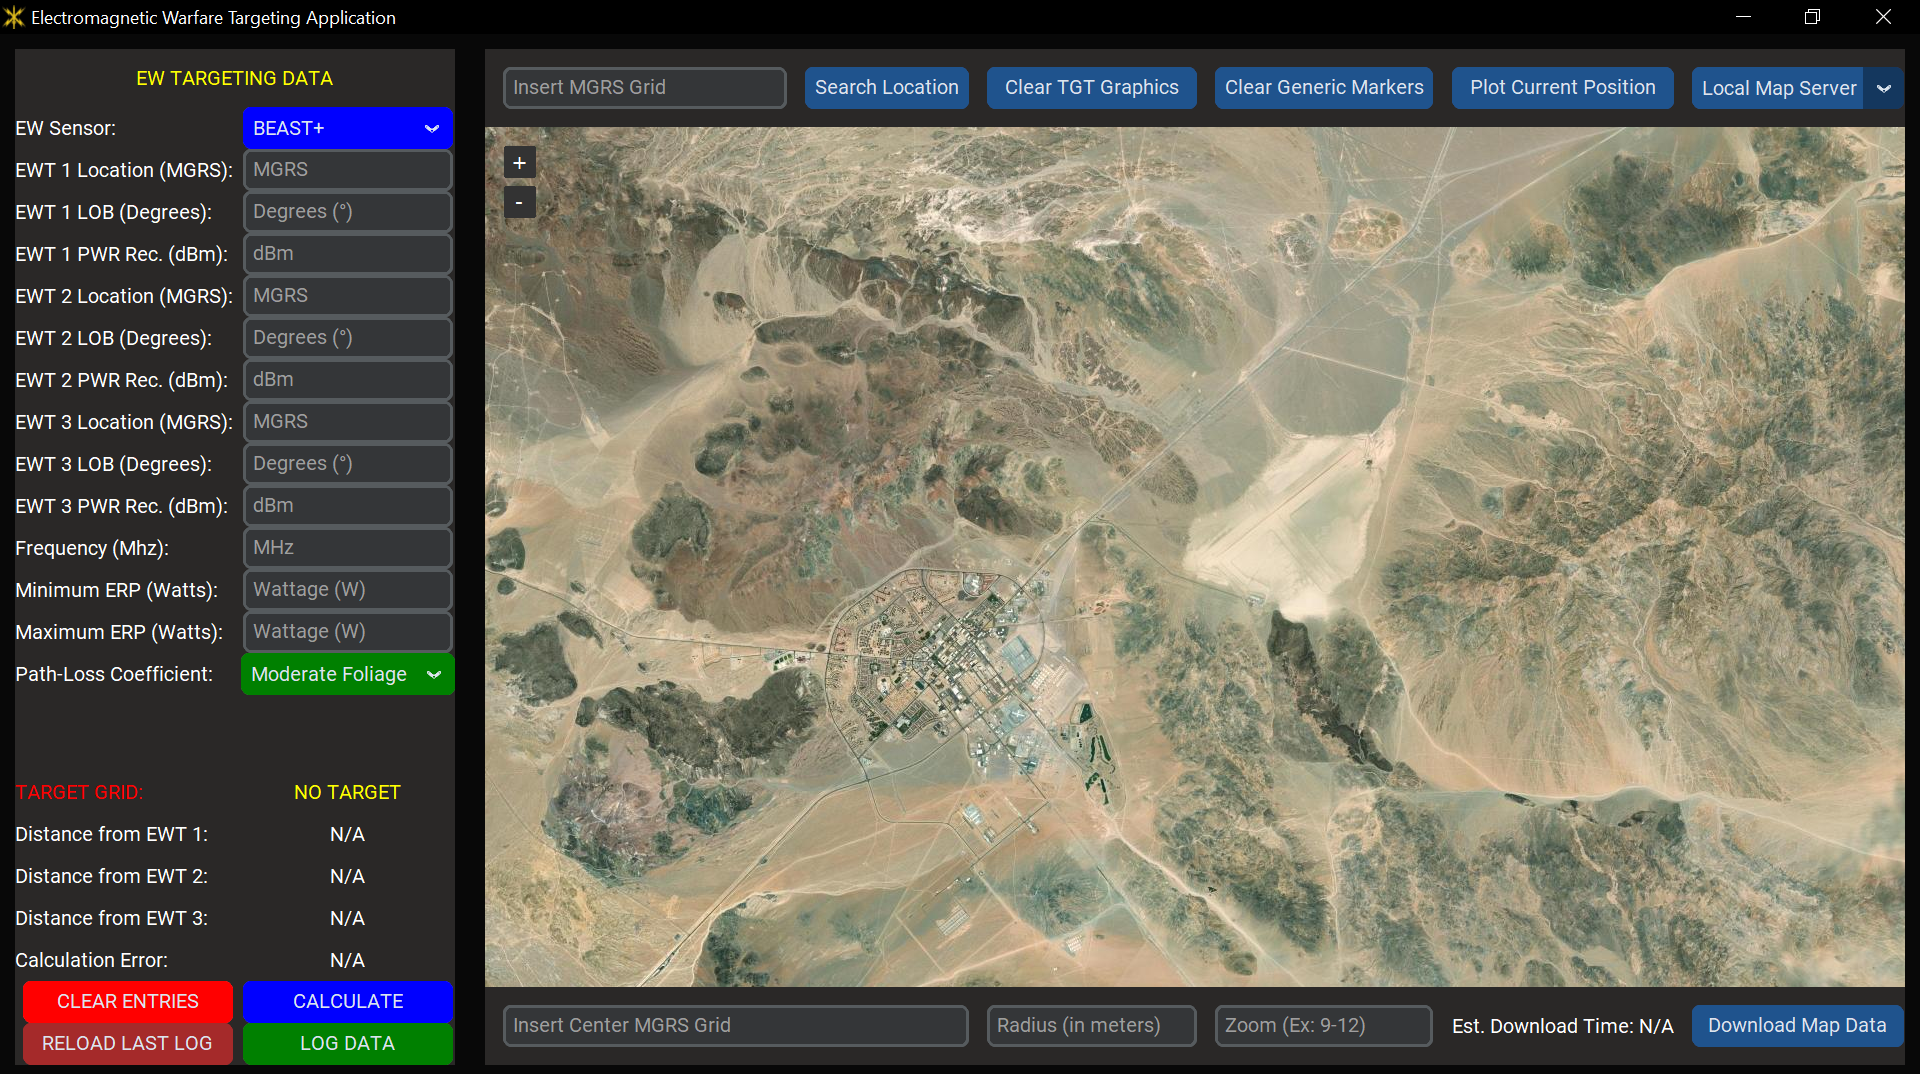 Electromagnetic Warfare Targeting Application
EW TARGETING DATA
EW Sensor: BEAST+
EWT 1 Location (MGRS): MGRS
EWT 1 LOB (Degrees): Degrees (°)
EWT 1 PWR Rec. (dBm): dBm
EWT 2 Location (MGRS): MGRS
EWT 2 LOB (Degrees): Degrees (°)
EWT 2 PWR Rec. (dBm): dBm
EWT 3 Location (MGRS): MGRS
EWT 3 LOB (Degrees): Degrees (°)
EWT 3 PWR Rec. (dBm): dBm
Frequency (Mhz): MHz
Minimum ERP (Watts): Wattage (W)
Maximum ERP (Watts): Wattage (W)
Path-Loss Coefficient: Moderate Foliage
TARGET GRID: NO TARGET
Distance from EWT 1: N/A
Distance from EWT 2: N/A
Distance from EWT 3: N/A
Calculation Error: N/A
CLEAR ENTRIES CALCULATE
RELOAD LAST LOG LOG DATA
Insert MGRS Grid Search Location Clear TGT Graphics Clear Generic Markers Plot Current Position Local Map Server
+
-
Insert Center MGRS Grid Radius (in meters) Zoom (Ex: 9-12) Est. Download Time: N/A Download Map Data